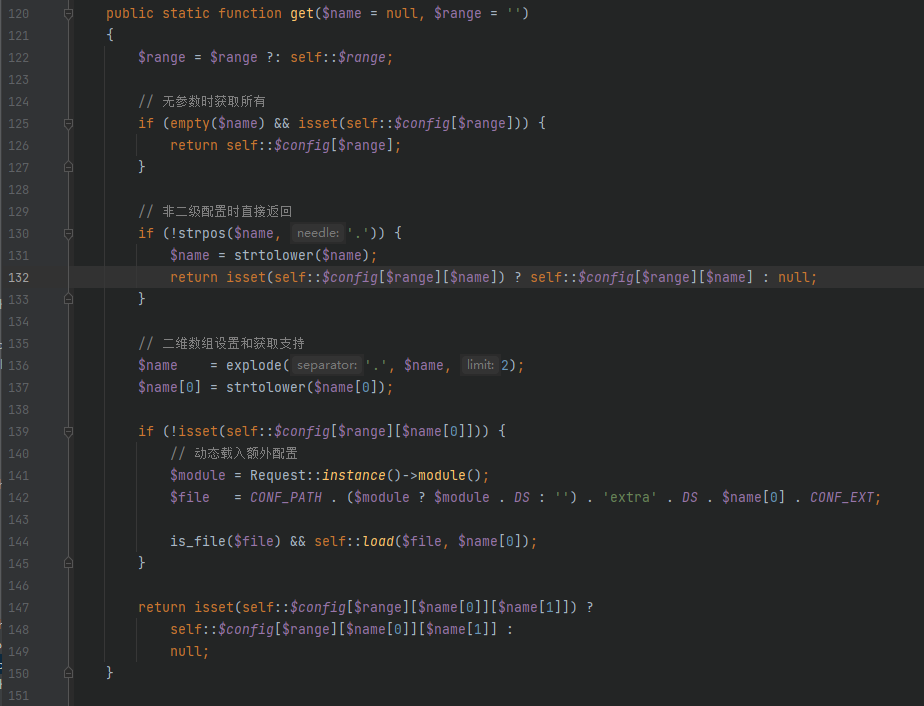 120 public static function get($name = null, $range = '')
121 {
122 $range = $range ?: self::$range;
123
124 // 无参数时获取所有
125 if (empty($name) && isset(self::$config[$range])) {
126 return self::$config[$range];
127 }
128
129 // 非二级配置时直接返回
130 if (!strpos($name, needle: '.')) {
131 $name = strtolower($name);
132 return isset(self::$config[$range][$name]) ? self::$config[$range][$name] : null;
133 }
134
135 // 二维数组设置和获取支持
136 $name    = explode( separator: '.', $name, limit: 2);
137 $name[0] = strtolower($name[0]);
138
139 if (!isset(self::$config[$range][$name[0]])) {
140 // 动态载入额外配置
141 $module = Request::instance()->module();
142 $file   = CONF_PATH . ($module ? $module . DS : '') . 'extra' . DS . $name[0] . CONF_EXT;
143
144 is_file($file) && self::load($file, $name[0]);
145 }
146
147 return isset(self::$config[$range][$name[0]][$name[1]]) ?
148 self::$config[$range][$name[0]][$name[1]] :
149 null;
150 }
151